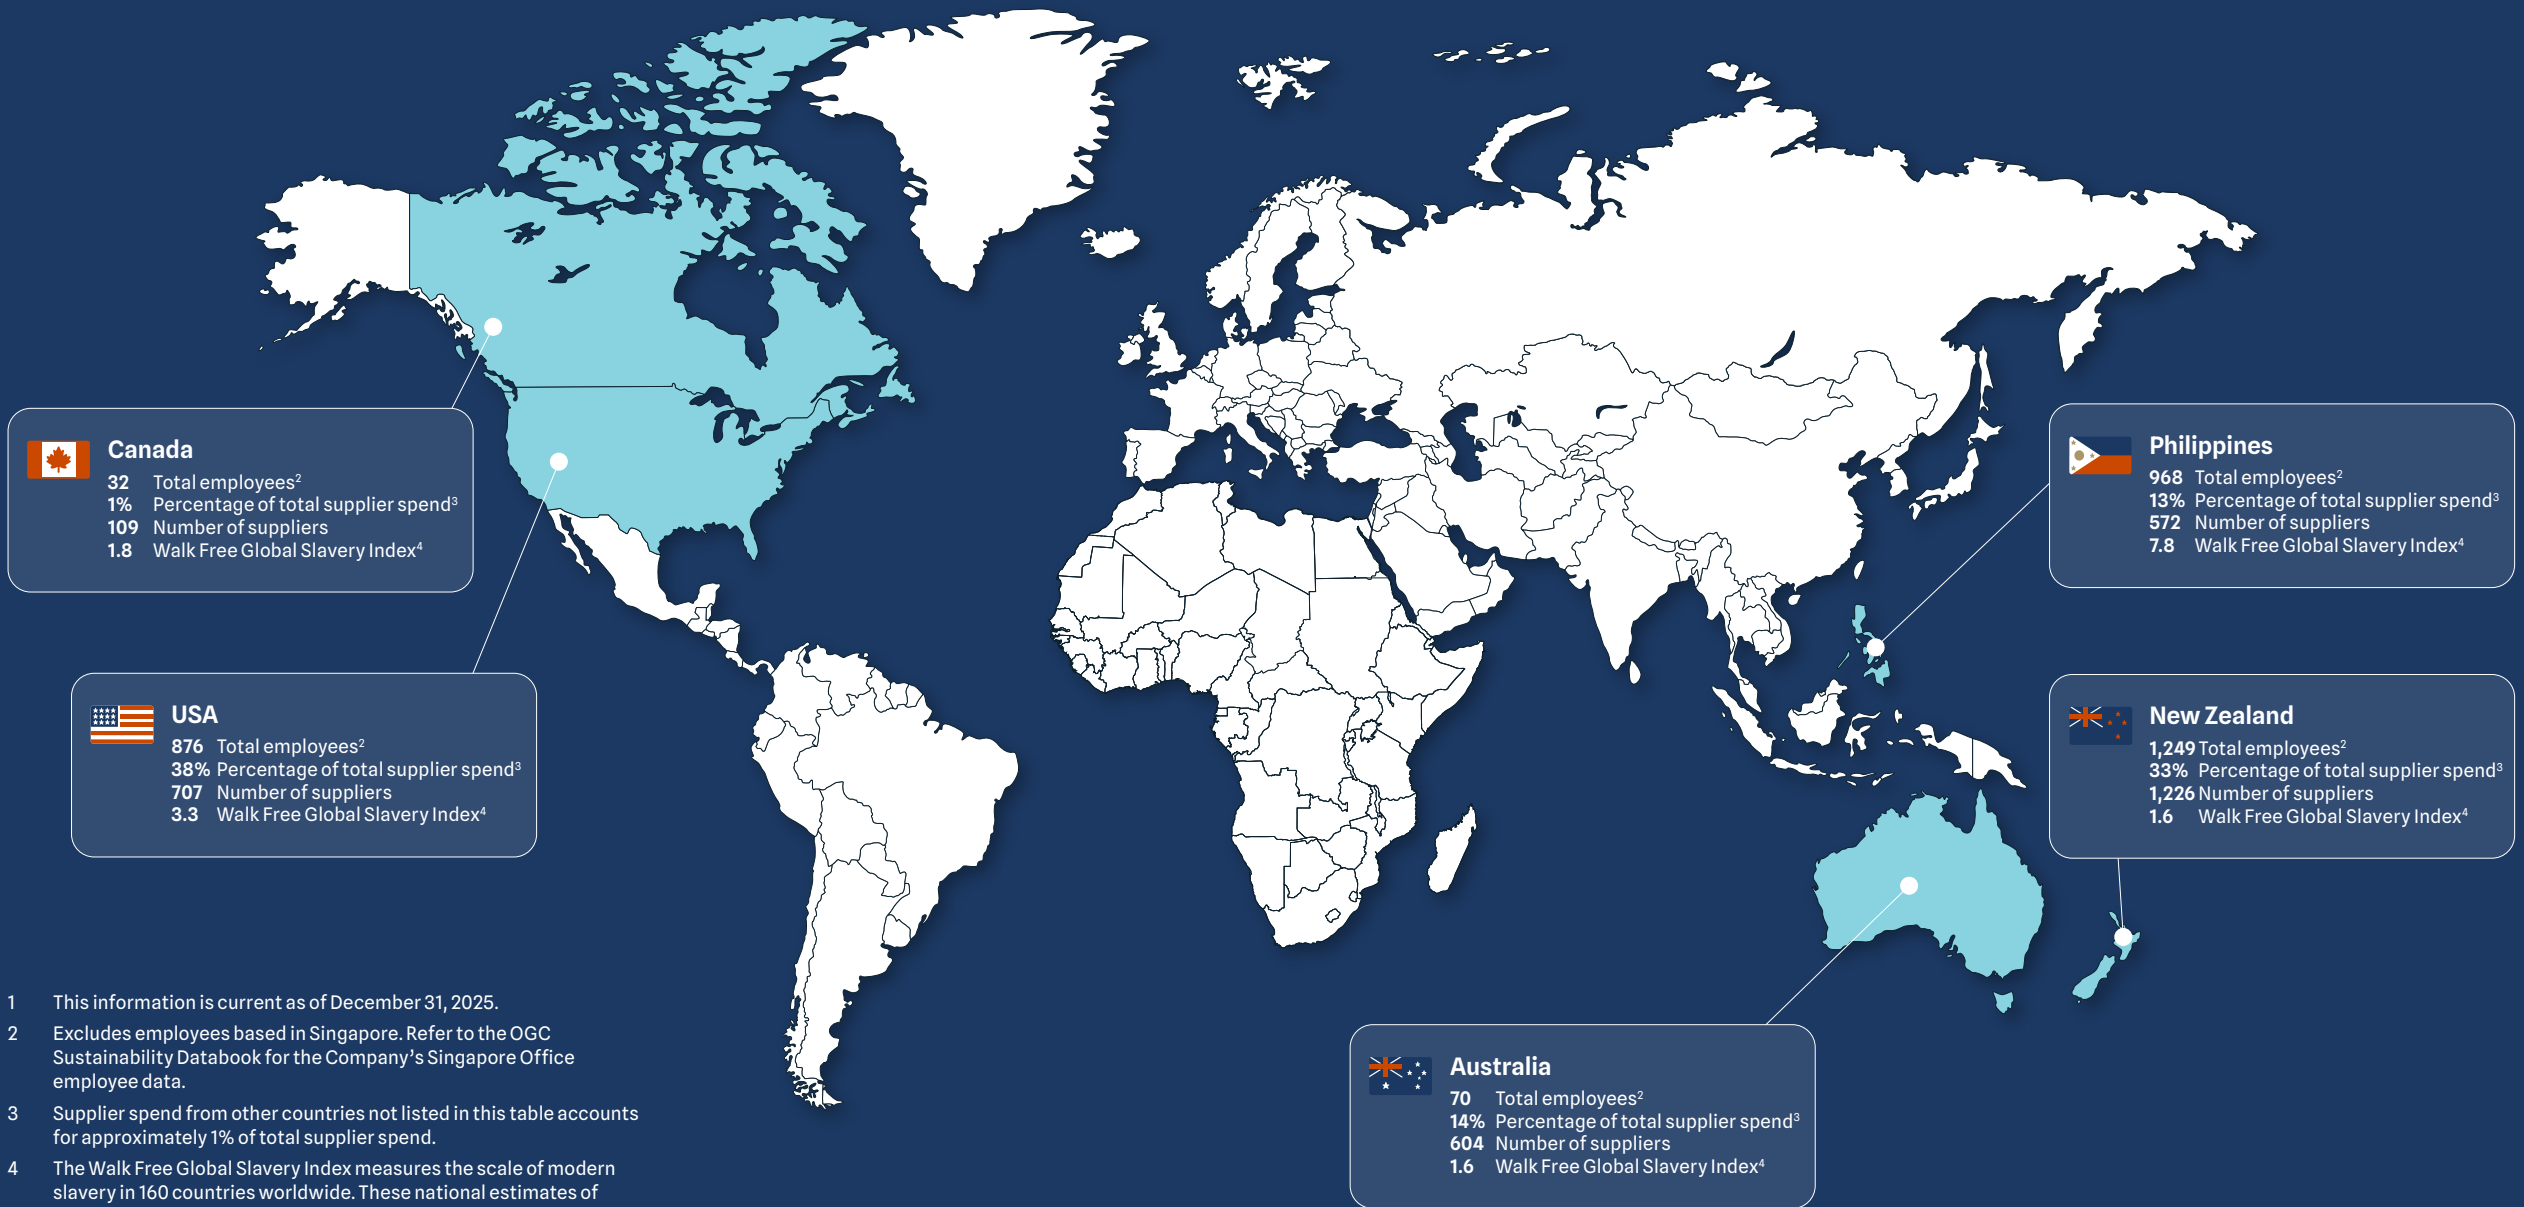 Canada
32 Total employees2
1% Percentage of total supplier spend3
109 Number of suppliers
1.8 Walk Free Global Slavery Index4
USA
876 Total employees2
38% Percentage of total supplier spend3
707 Number of suppliers
3.3 Walk Free Global Slavery Index4
Philippines
968 Total employees2
13% Percentage of total supplier spend3
572 Number of suppliers
7.8 Walk Free Global Slavery Index4
New Zealand
1,249 Total employees2
33% Percentage of total supplier spend3
1,226 Number of suppliers
1.6 Walk Free Global Slavery Index4
Australia
70 Total employees2
14% Percentage of total supplier spend3
604 Number of suppliers
1.6 Walk Free Global Slavery Index4
1 This information is current as of December 31, 2025.
2 Excludes employees based in Singapore. Refer to the OGC
Sustainability Databook for the Company’s Singapore Office
employee data.
3 Supplier spend from other countries not listed in this table accounts
for approximately 1% of total supplier spend.
4 The Walk Free Global Slavery Index measures the scale of modern
slavery in 160 countries worldwide. These national estimates of